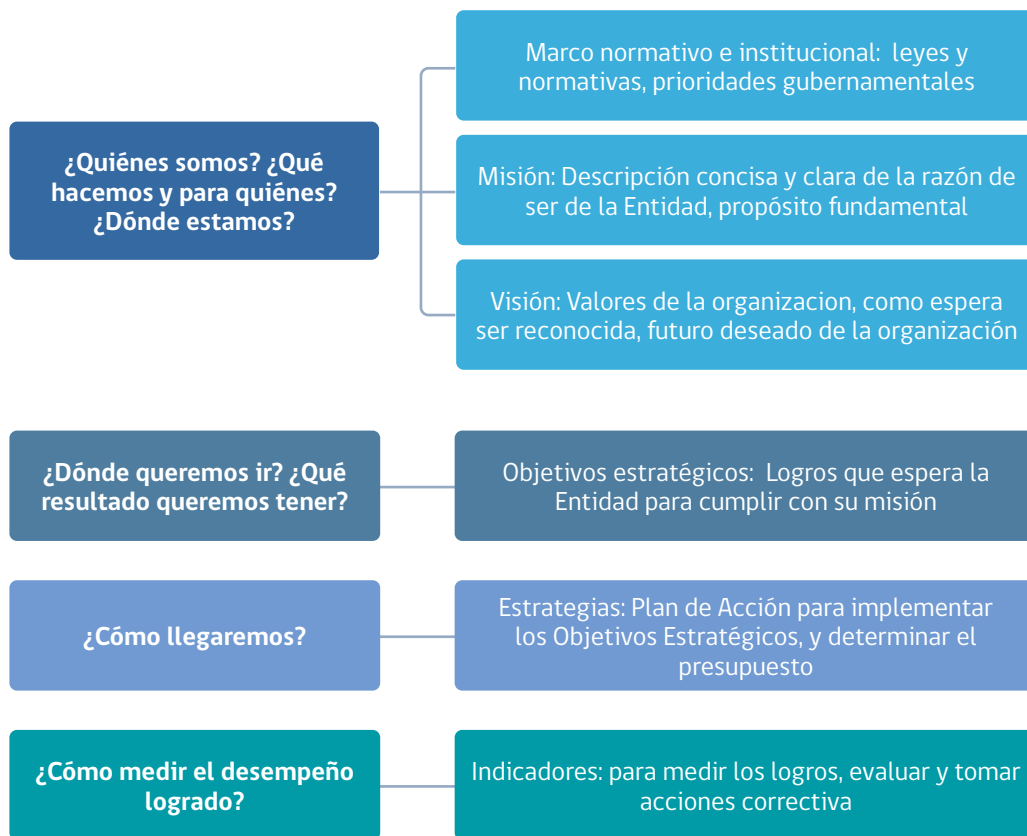 Marco normativo e institucional:  leyes y
normativas, prioridades gubernamentales
¿Quiénes somos? ¿Qué
hacemos y para quiénes?
¿Dónde estamos?
Misión: Descripción concisa y clara de la razón de
ser de la Entidad, propósito fundamental
Visión: Valores de la organizacion, como espera
ser reconocida, futuro deseado de la organización
¿Dónde queremos ir? ¿Qué
resultado queremos tener?
Objetivos estratégicos:  Logros que espera la
Entidad para cumplir con su misión
¿Cómo llegaremos?
Estrategias: Plan de Acción para implementar
los Objetivos Estratégicos, y determinar el
presupuesto
¿Cómo medir el desempeño
logrado?
Indicadores: para medir los logros, evaluar y tomar
acciones correctiva